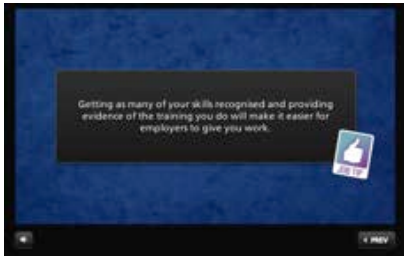 Getting as many of your skills recognised and providing
evidence of the training you do will make it easier for
employers to give you work.
JOB TIP
PREV